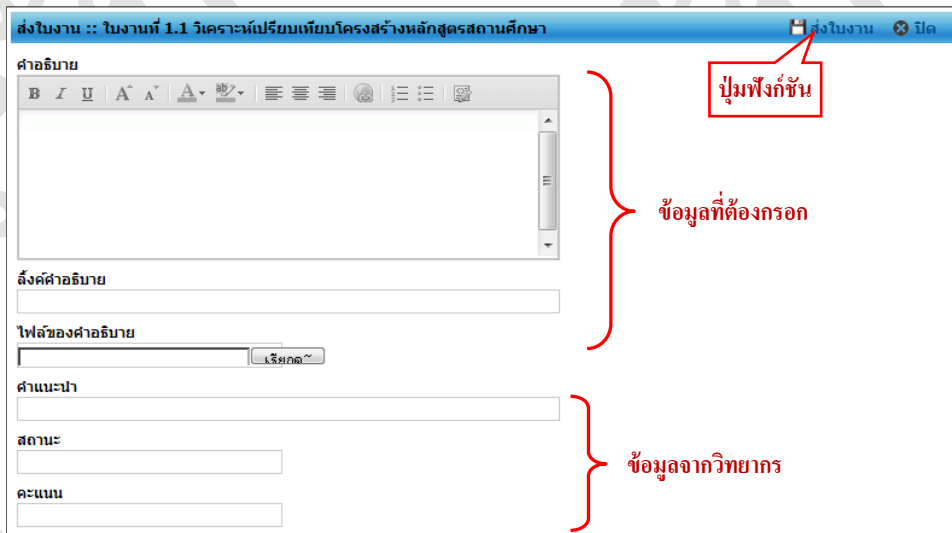 ส่งใบงาน :: ใบงานที่ 1.1 วิเคราะห์เปรียบเทียบโครงสร้างหลักสูตรสถานศึกษา ส่งใบงาน ปิด
คำอธิบาย
ปุ่มฟังก์ชัน
B I U A A A ab
ข้อมูลที่ต้องกรอก
ลิ้งค์คำอธิบาย
ไฟล์ของคำอธิบาย
เรียกด~
คำแนะนำ
สถานะ
ข้อมูลจากวิทยากร
คะแนน